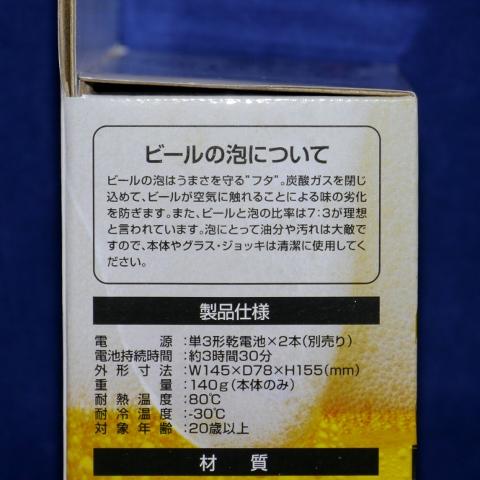 ビールの泡について
ビールの泡はうまさを守る"フタ"。炭酸ガスを閉じ
込めて、ビールが空気に触れることによる味の劣化
を防ぎます。また、ビールと泡の比率は7:3が理想
と言われています。泡にとって油分や汚れは大敵で
すので、本体やグラス・ジョッキは清潔に使用してく
ださい。
製品仕様
電源:単3形乾電池×2本(別売り)
電池持続時間:約3時間30分
外形寸法:W145×D78×H155(mm)
重量:140g(本体のみ)
耐熱温度:80℃
耐冷温度:-30℃
対象年齢:20歳以上
材質